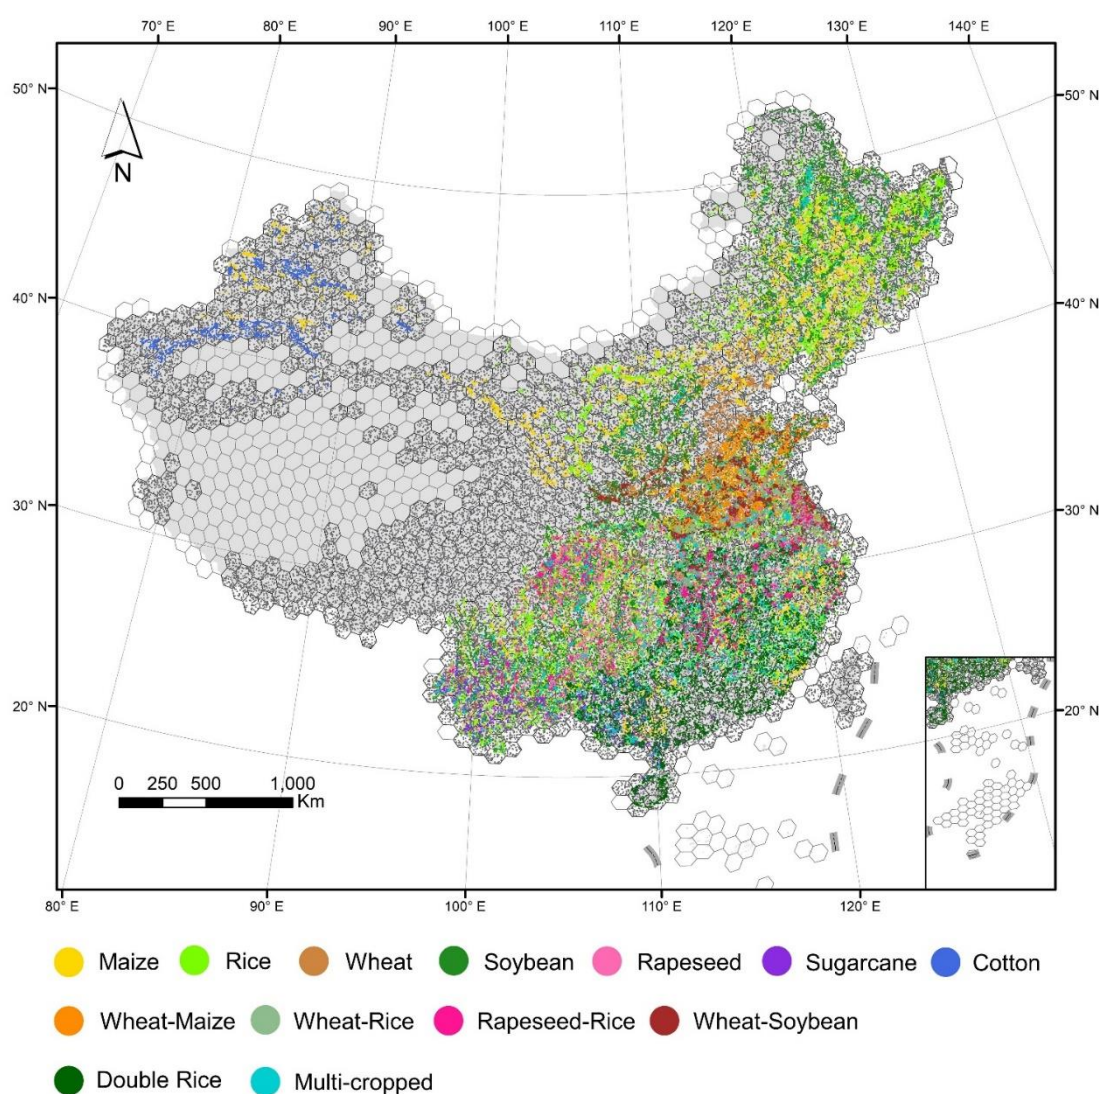 70° E 80° E 90° E 100° E 110° E 120° E 130° E 140° E
50° N 50° N
N
40° N 40° N
30° N 30° N
20° N 20° N
0 250 500 1,000
Km
80° E 90° E 100° E 110° E 120° E
Maize Rice Wheat Soybean Rapeseed Sugarcane Cotton
Wheat-Maize Wheat-Rice Rapeseed-Rice Wheat-Soybean
Double Rice Multi-cropped